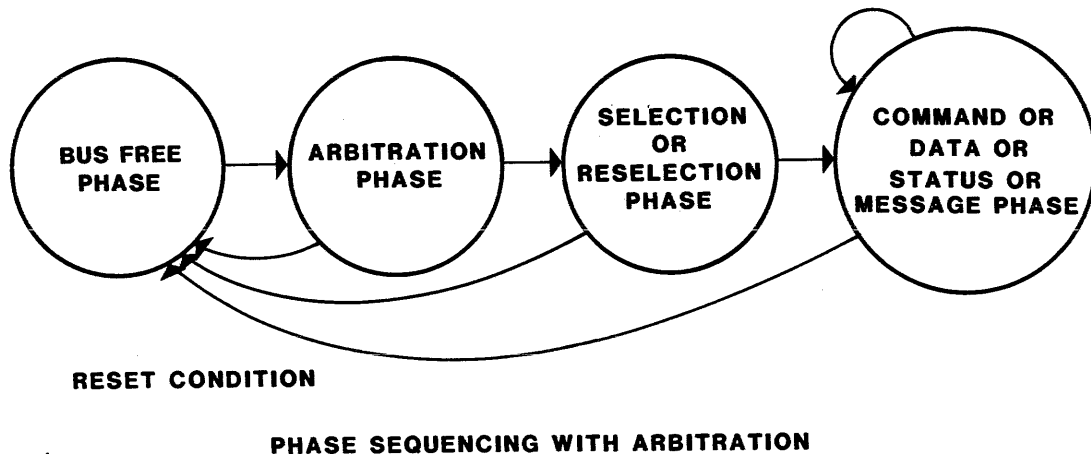 BUS FREE
PHASE
ARBITRATION
PHASE
SELECTION
OR
RESELECTION
PHASE
COMMAND OR
DATA OR
STATUS OR
MESSAGE PHASE
RESET CONDITION
PHASE SEQUENCING WITH ARBITRATION